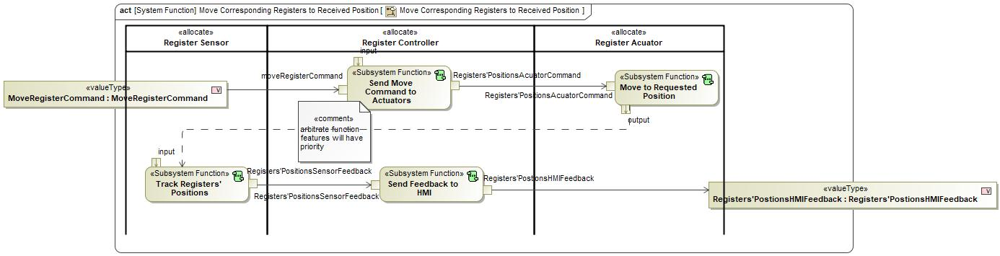 act [System Function] Move Corresponding Registers to Received Position [ Move Corresponding Registers to Received Position ]
«allocate»
Register Sensor
«allocate»
Register Controller
«allocate»
Register Acuator
input
moveRegisterCommand
«valueType»
v
MoveRegisterCommand : MoveRegisterCommand
«Subsystem Function»
Send Move
Command to
Actuators
Registers'PositionsAcuatorCommand
Registers'PositionsAcuatorCommand
«Subsystem Function»
Move to Requested
Position
output
«comment»
arbitrate function
features will have
priority
input
«Subsystem Function»
Track Registers'
Positions
Registers'PositionsSensorFeedback
Registers'PositionsSensorFeedback
«Subsystem Function»
Send Feedback to
HMI
Registers'PostionsHMIFeedback
«valueType»
v
Registers'PostionsHMIFeedback : Registers'PostionsHMIFeedback